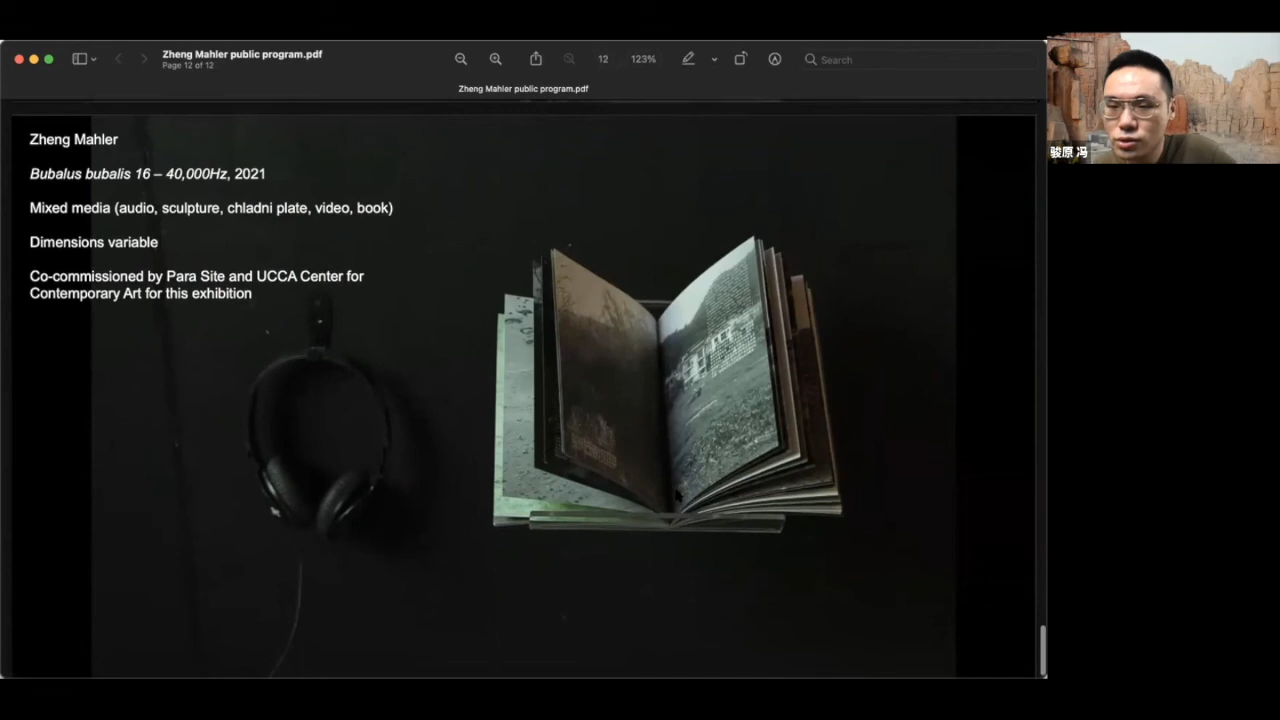 Zheng Mahler public program.pdf
Page 12 of 12
12
123%
Search
Zheng Mahler public program.pdf
Zheng Mahler
Bubalus bubalis 16 – 40,000Hz, 2021
Mixed media (audio, sculpture, chladni plate, video, book)
Dimensions variable
Co-commissioned by Para Site and UCCA Center for
Contemporary Art for this exhibition
骏原 冯